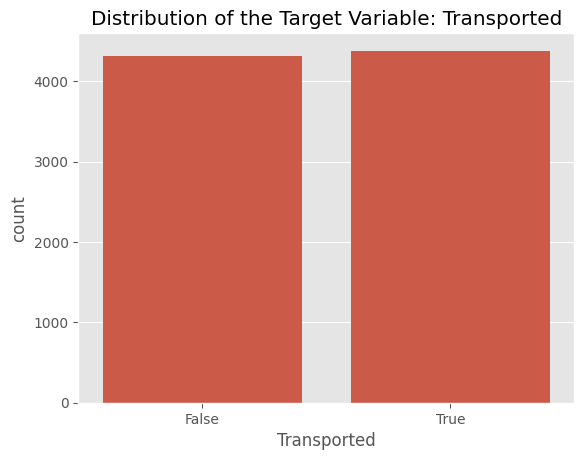 Distribution of the Target Variable: Transported
4000
3000
2000
1000
0
count
False
True
Transported